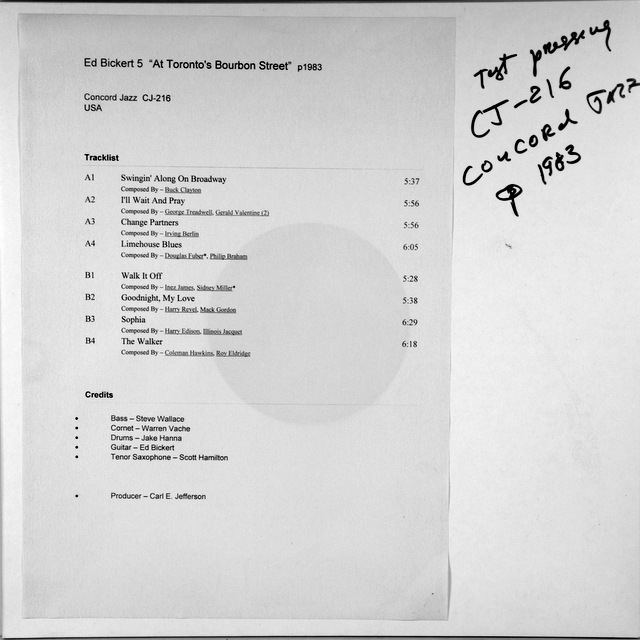 Ed Bickert 5 "At Toronto's Bourbon Street" p1983
Concord Jazz CJ-216
USA
Tracklist
A1 Swingin' Along On Broadway 5:37
Composed By – Buck Clayton
A2 I'll Wait And Pray 5:56
Composed By – George Treadwell, Gerald Valentine (2)
A3 Change Partners 5:56
Composed By – Irving Berlin
A4 Limehouse Blues 6:05
Composed By – Douglas Fuber*, Philip Braham
B1 Walk It Off 5:28
Composed By – Inez James, Sidney Miller*
B2 Goodnight, My Love 5:38
Composed By – Harry Revel, Mack Gordon
B3 Sophia 6:29
Composed By – Harry Edison, Illinois Jacquet
B4 The Walker 6:18
Composed By – Coleman Hawkins, Roy Eldridge
Credits
• Bass – Steve Wallace
• Cornet – Warren Vache
• Drums – Jake Hanna
• Guitar – Ed Bickert
• Tenor Saxophone – Scott Hamilton
• Producer – Carl E. Jefferson
Test pressing
CJ-216
CONCORd JAZZ
℗ 1983